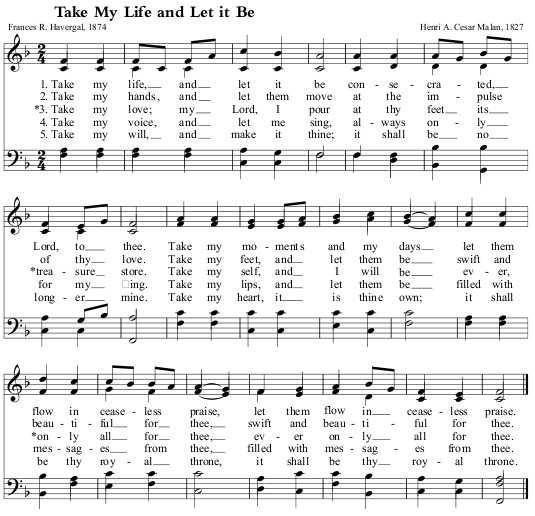 Take My Life and Let it Be
Frances R. Havergal, 1874 Henri A. Cesar Malan, 1827
2
4
1. Take my life, and let it be con - se - cra - ted,
2. Take my hands, and let them move at the im - pulse
*3. Take my love; my Lord, I pour at thy feet its
4. Take my voice, and let me sing, al - ways on - ly
5. Take my will, and make it thine; it shall be no
2
4
Lord, to thee. Take my mo - ments and my days let them
of thy love. Take my feet, and let them be swift and
*trea - sure store. Take my self, and I will be ev - er,
for my □ing. Take my lips, and let them be filled with
long - er mine. Take my heart, it is thine own; it shall
flow in cease - less praise, let them flow in cease - less praise.
beau - ti - ful for thee, swift and beau - ti - ful for thee.
*on - ly all for thee, ev - er on - ly all for thee.
mes - sag - es from thee, filled with mes - sag - es from thee.
be thy roy - al throne, it shall be thy roy - al throne.